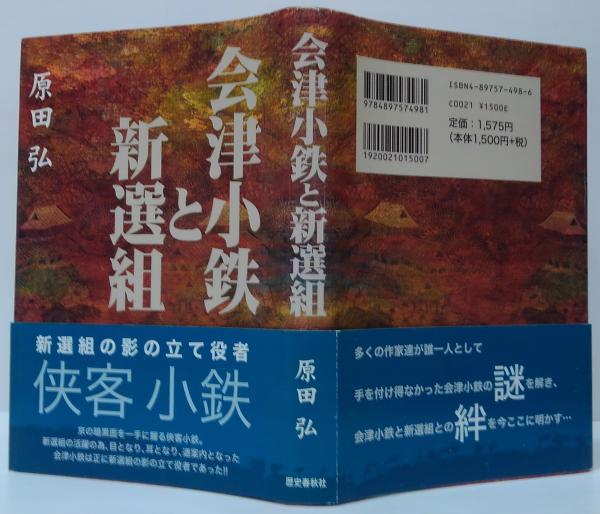 会津小鉄
と
新選組
原田 弘
新選組の影の立て役者
侠客 小鉄
京の暗黒面を一手に握る侠客小鉄。
新選組の活躍の為、目となり、耳となり、道案内となった
会津小鉄は正に新選組の影の立て役者であった!!
会津小鉄と新選組
原田 弘
歴史春秋社
9784897574981
1920021015007
ISBN4-89757-498-6
C0021 ¥1500E
定価：1,575円
（本体1,500円+税）
多くの作家達が誰一人として
手を付け得なかった会津小鉄の謎を解き、
会津小鉄と新選組との絆を今ここに明かす…